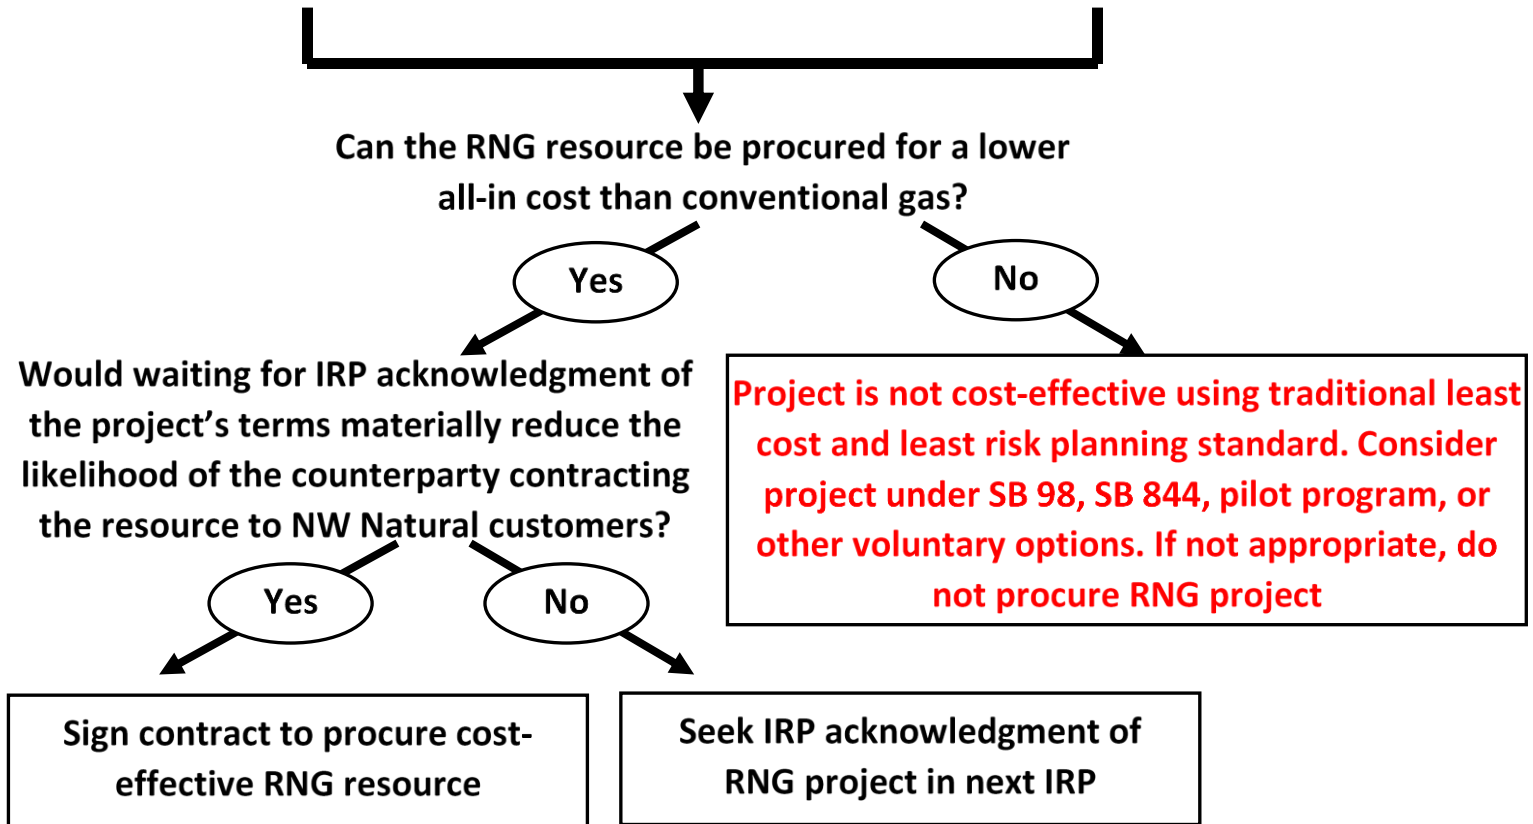 Can the RNG resource be procured for a lower
all-in cost than conventional gas?
Yes
No
Would waiting for IRP acknowledgment of
the project’s terms materially reduce the
likelihood of the counterparty contracting
the resource to NW Natural customers?
Project is not cost-effective using traditional least
cost and least risk planning standard. Consider
project under SB 98, SB 844, pilot program, or
other voluntary options. If not appropriate, do
not procure RNG project
Yes
No
Sign contract to procure cost-
effective RNG resource
Seek IRP acknowledgment of
RNG project in next IRP